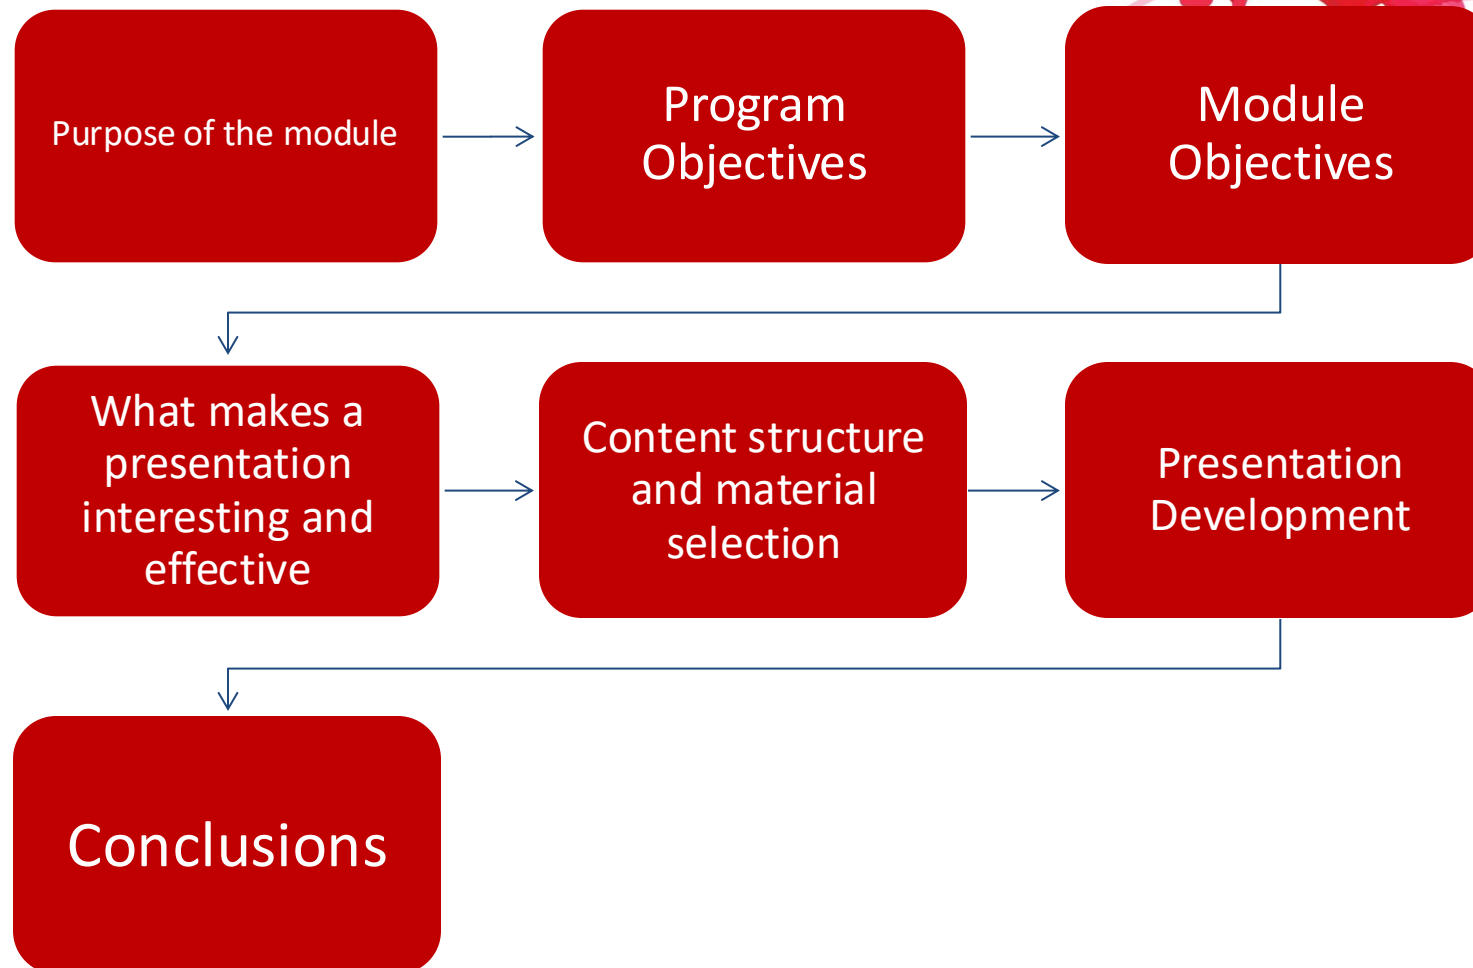 Purpose of the module
Program
Objectives
Module
Objectives
What makes a
presentation
interesting and
effective
Content structure
and material
selection
Presentation
Development
Conclusions